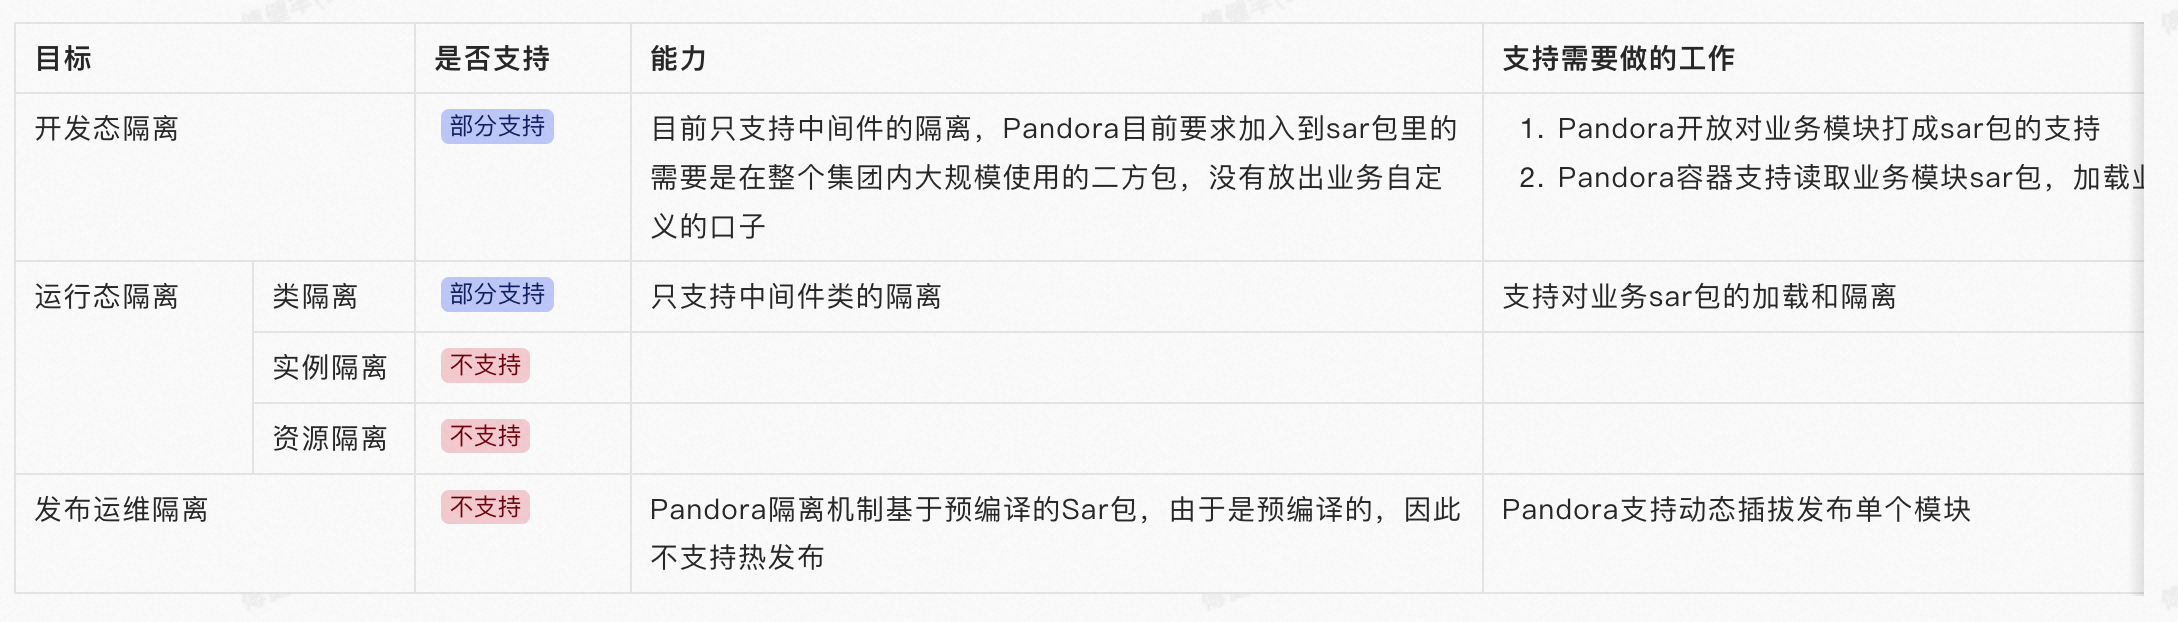 目标 是否支持 能力 支持需要做的工作
开发态隔离 部分支持 目前只支持中间件的隔离，Pandora目前要求加入到sar包里的 1. Pandora开放对业务模块打成sar包的支持
需要是在整个集团内大规模使用的二方包，没有放出业务自定 2. Pandora容器支持读取业务模块sar包，加载
义的口子
运行态隔离 类隔离 部分支持 只支持中间件类的隔离 支持对业务sar包的加载和隔离
实例隔离 不支持
资源隔离 不支持
发布运维隔离 不支持 Pandora隔离机制基于预编译的Sar包，由于是预编译的，因此 Pandora支持动态插拔发布单个模块
不支持热发布